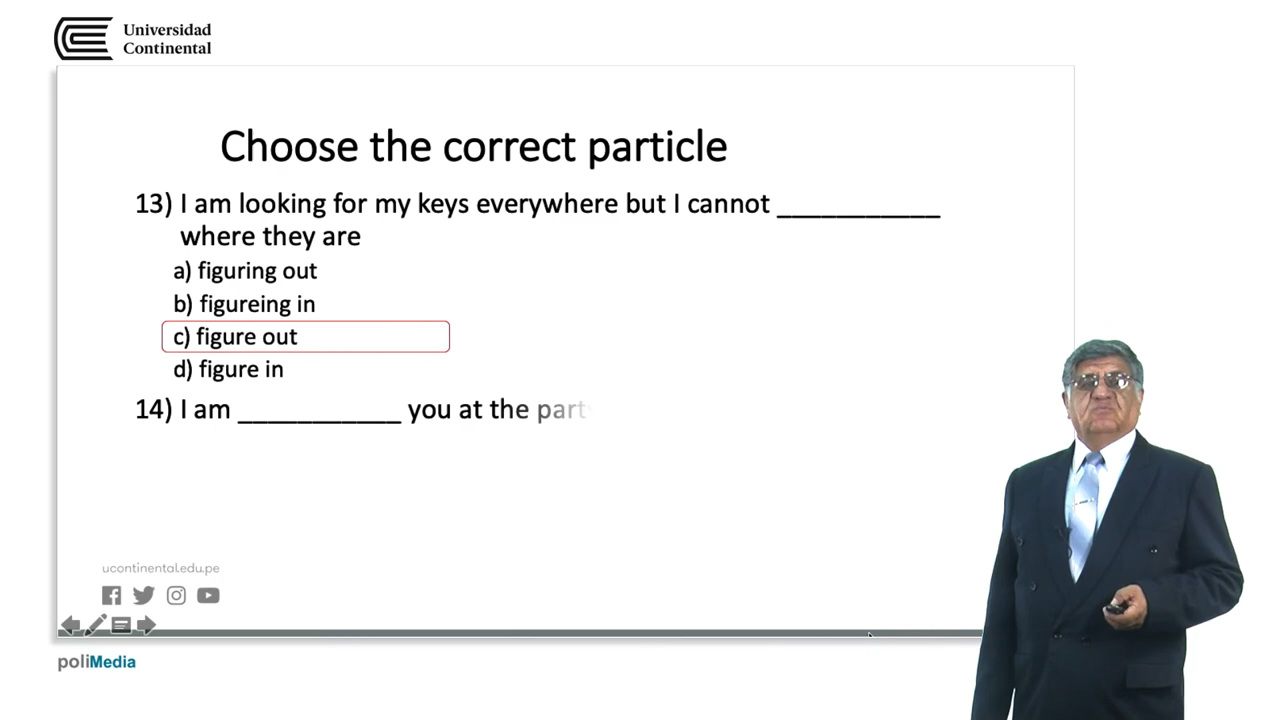 Universidad
Continental
Choose the correct particle
13) I am looking for my keys everywhere but I cannot ___________
where they are
a) figuring out
b) figureing in
c) figure out
d) figure in
14) I am ___________ you at the part
ucontinental.edu.pe
poliMedia